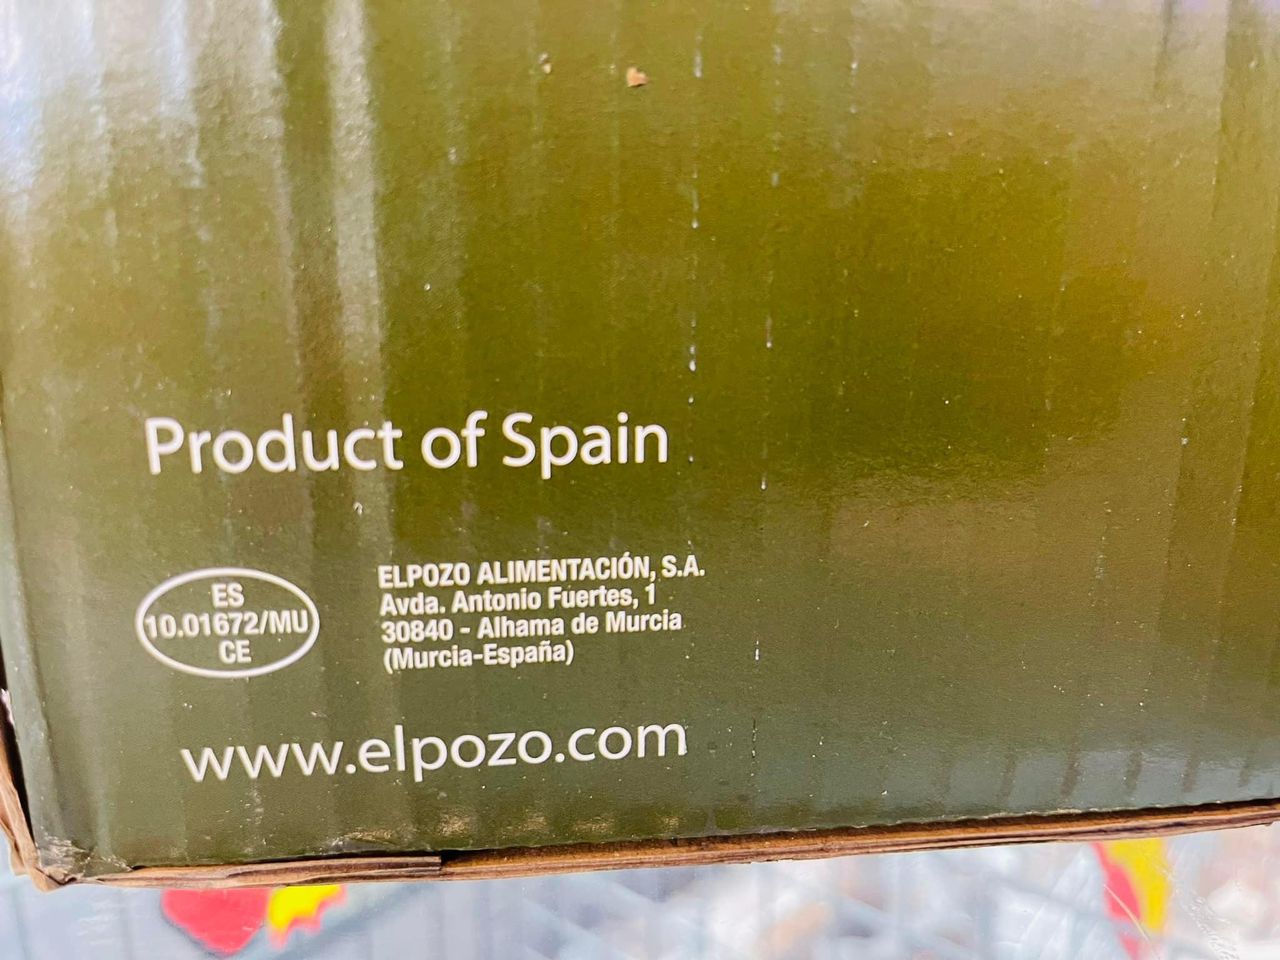 Product of Spain
ES
10.01672/MU
CE
ELPOZO ALIMENTACIÓN, S.A.
Avda. Antonio Fuertes, 1
30840 - Alhama de Murcia
(Murcia-España)
www.elpozo.com